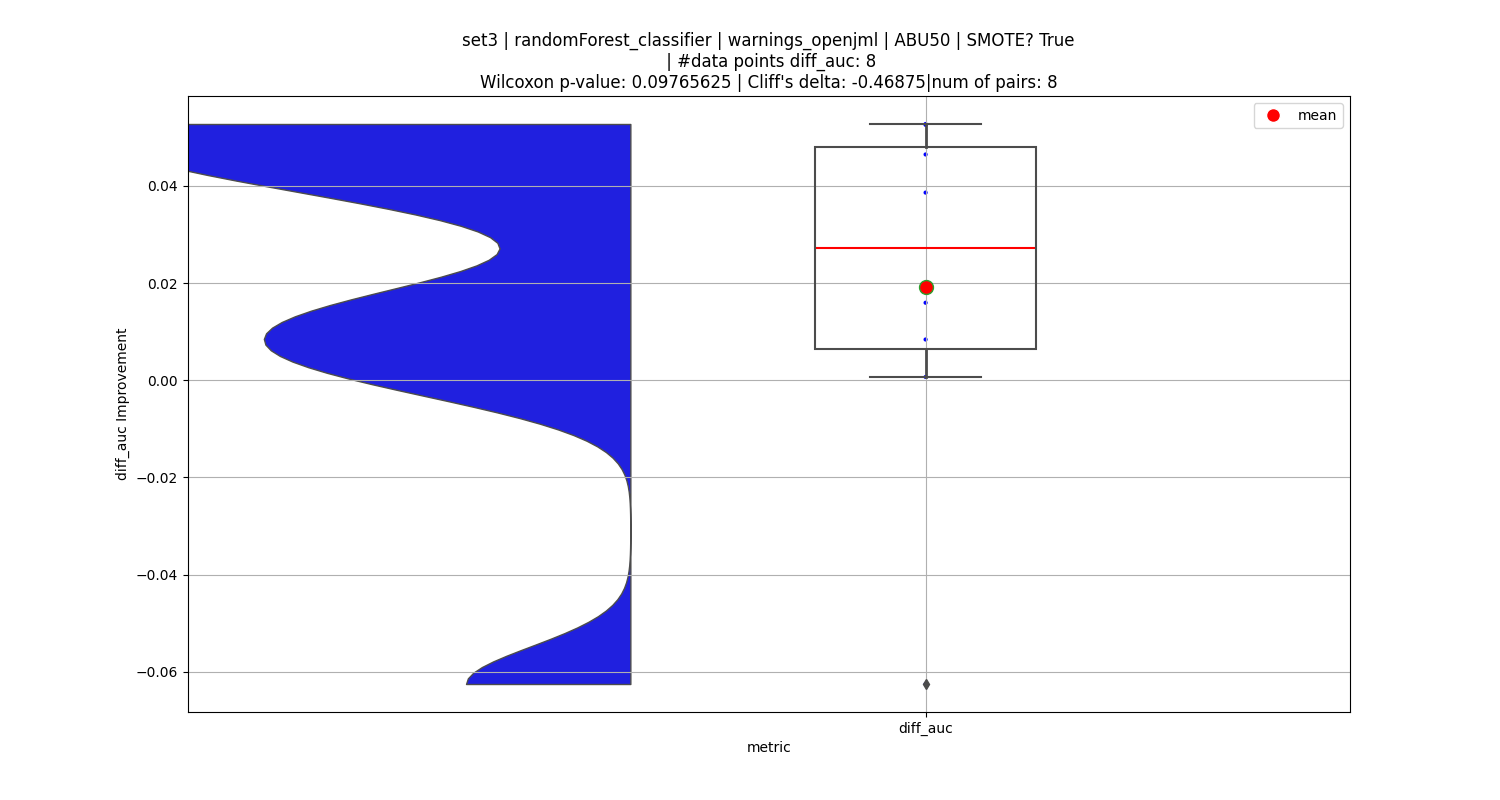 set3 | randomForest_classifier | warnings_openjml | ABU50 | SMOTE? True
| #data points diff_auc: 8
Wilcoxon p-value: 0.09765625 | Cliff's delta: -0.46875|num of pairs: 8
mean
0.04
0.02
0.00
−0.02
−0.04
−0.06
diff_auc Improvement
diff_auc
metric